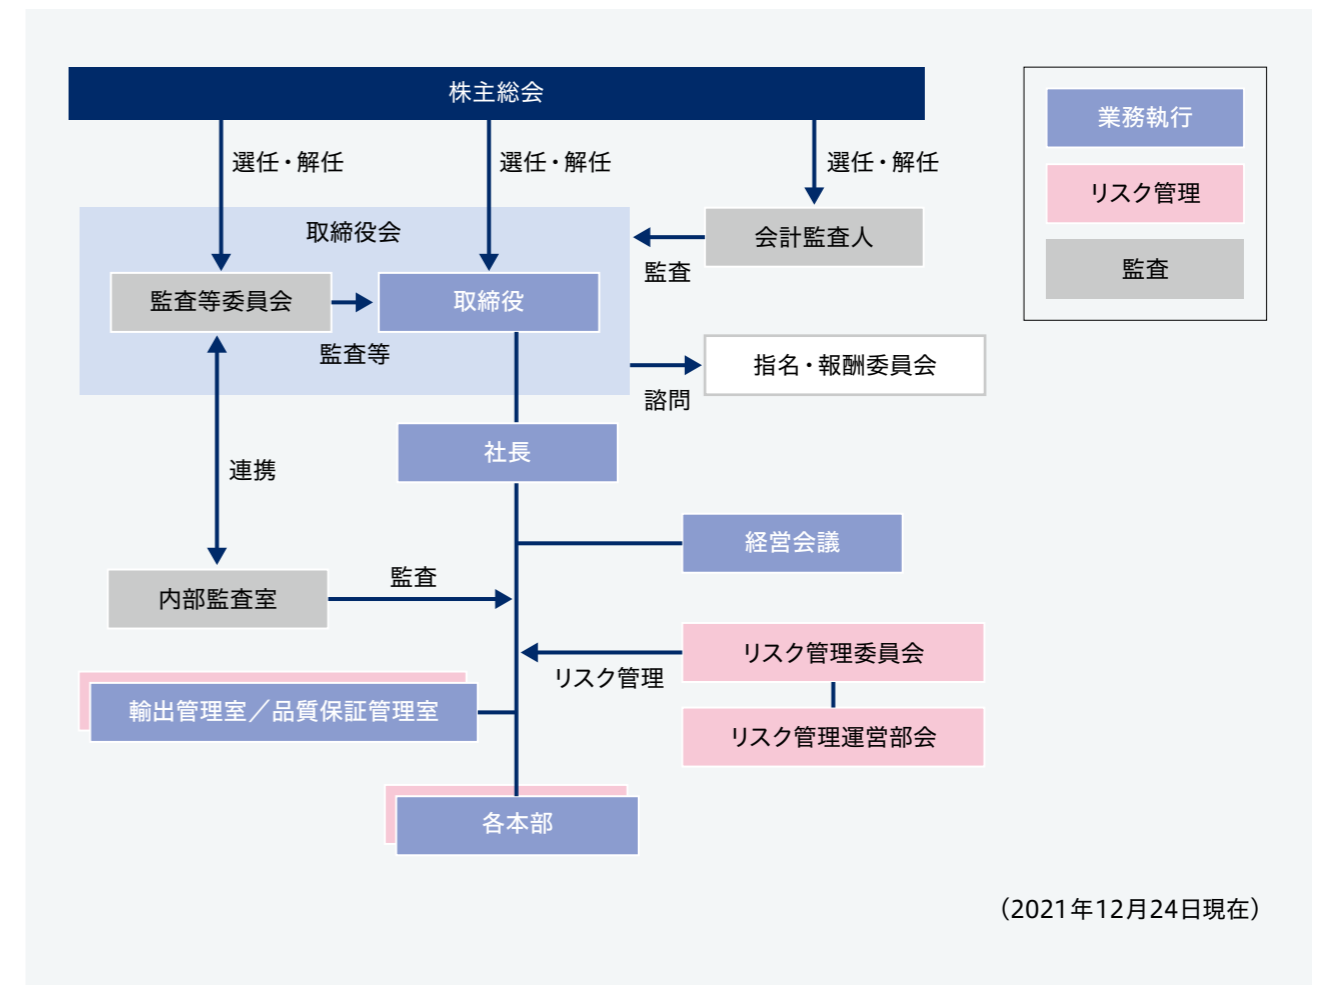 株主総会
選任・解任
選任・解任
選任・解任
業務執行
リスク管理
監査
取締役会
会計監査人
監査
監査等委員会
取締役
監査等
指名・報酬委員会
諮問
社長
連携
経営会議
監査
内部監査室
リスク管理委員会
リスク管理
輸出管理室／品質保証管理室
リスク管理運営部会
各本部
（2021年12月24日現在）